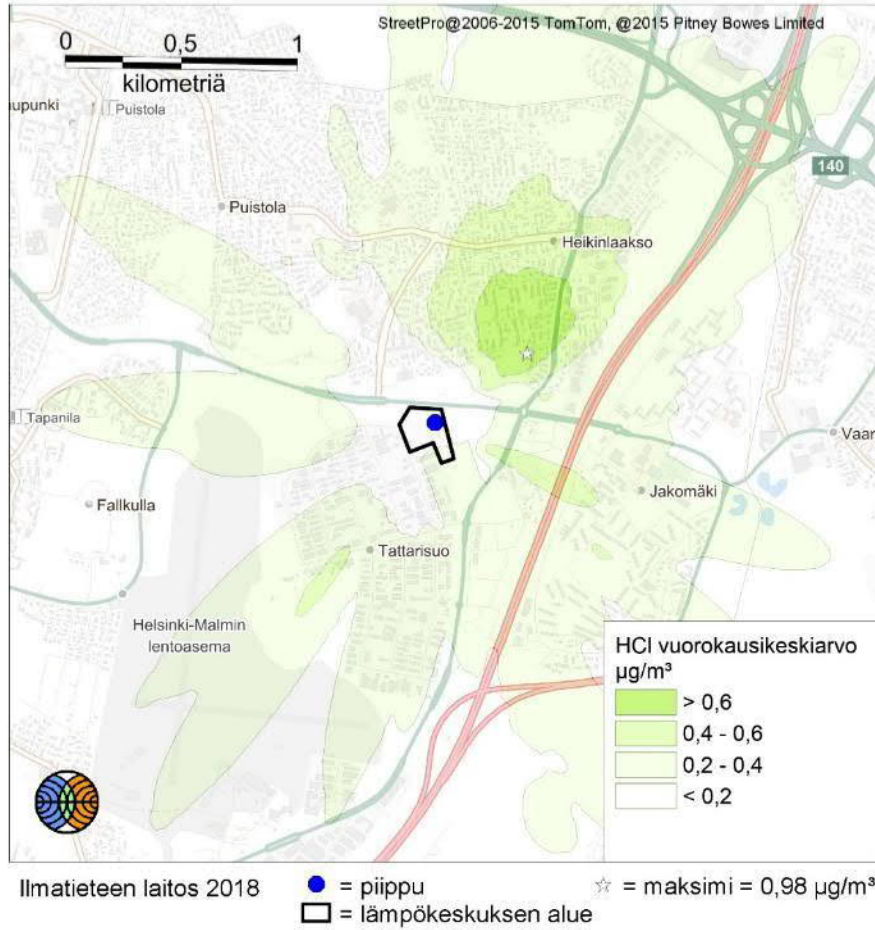 StreetPro@2006-2015 TomTom, @2015 Pitney Bowes Limited
0 0,5 1
kilometriä
aupunki
Puistola
140
Puistola
Heikinlaakso
Tapanila
Vaar
Fallkulla
Jakomäki
Tattarisuo
Helsinki-Malmin
lentoasema
HCl vuorokausikeskiarvo
µg/m³
> 0,6
0,4 - 0,6
0,2 - 0,4
< 0,2
Ilmatieteen laitos 2018
= piippu
☆ = maksimi = 0,98 µg/m³
= lämpökeskuksen alue